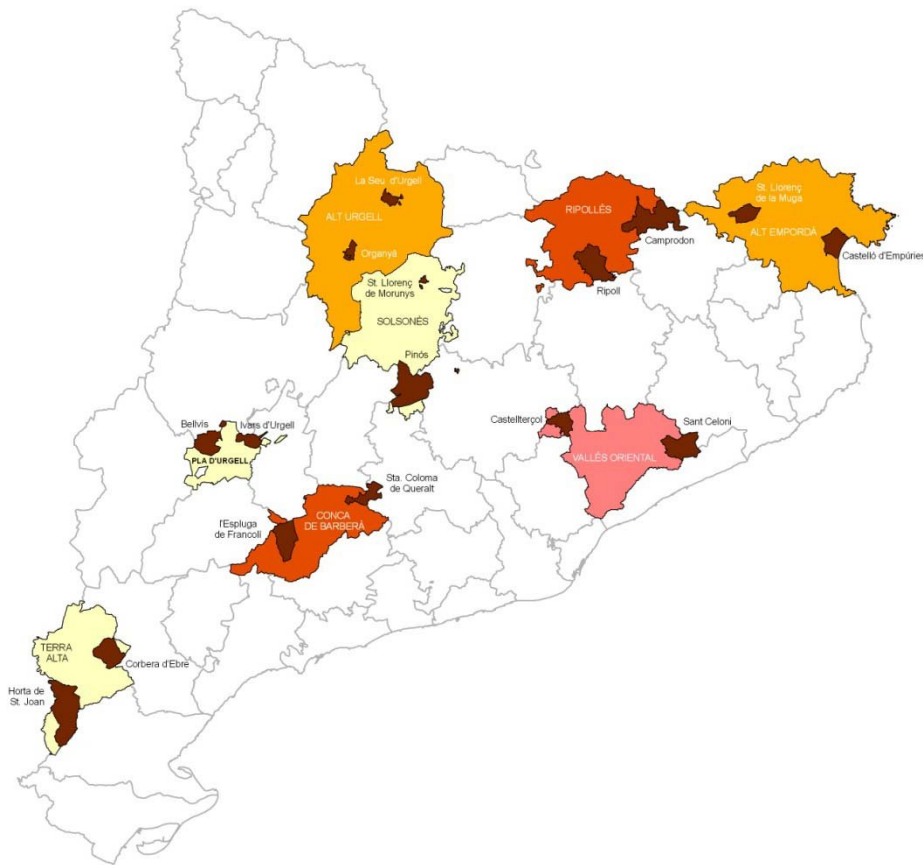 La Seu d'Urgell
ALT URGELL
Organyà
St. Llorenç
de Morunys
SOLSONÈS
Pinós
RIPOLLÈS
Camprodon
Ripoll
St. Llorenç
de la Muga
ALT EMPORDÀ
Castelló d'Empúries
Bellvís
Ivars d'Urgell
PLA D'URGELL
Castellterçol
Sant Celoni
VALLÈS ORIENTAL
Sta. Coloma
de Queralt
l'Espluga
de Francolí
CONCA
DE BARBERÀ
TERRA
ALTA
Corbera d'Ebre
Horta de
St. Joan